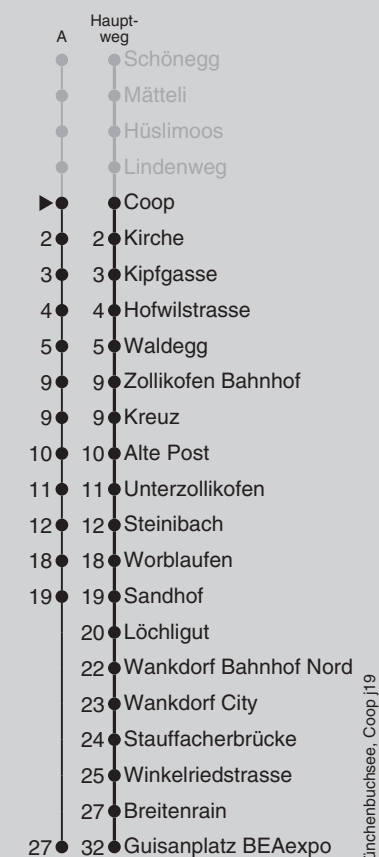 Haupt-
A weg
Schönegg
Mätteli
Hüslimoos
Lindenweg
Coop
2 2 Kirche
3 3 Kipfgasse
4 4 Hofwilstrasse
5 5 Waldegg
9 9 Zollikofen Bahnhof
9 9 Kreuz
10 10 Alte Post
11 11 Unterzollikofen
12 12 Steinibach
18 18 Worblaufen
19 19 Sandhof
20 Löchligut
22 Wankdorf Bahnhof Nord
23 Wankdorf City
24 Stauffacherbrücke
25 Winkelriedstrasse
27 Breitenrain
27 32 Guisanplatz BEAexpo
Coop j19